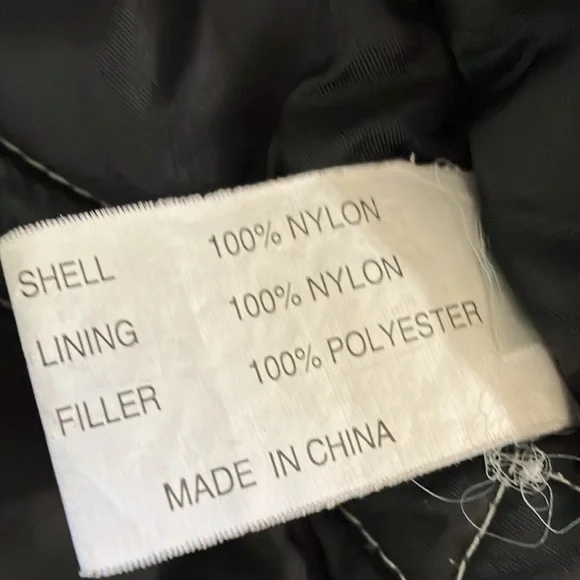 SHELL 100% NYLON
LINING 100% NYLON
FILLER 100% POLYESTER
MADE IN CHINA